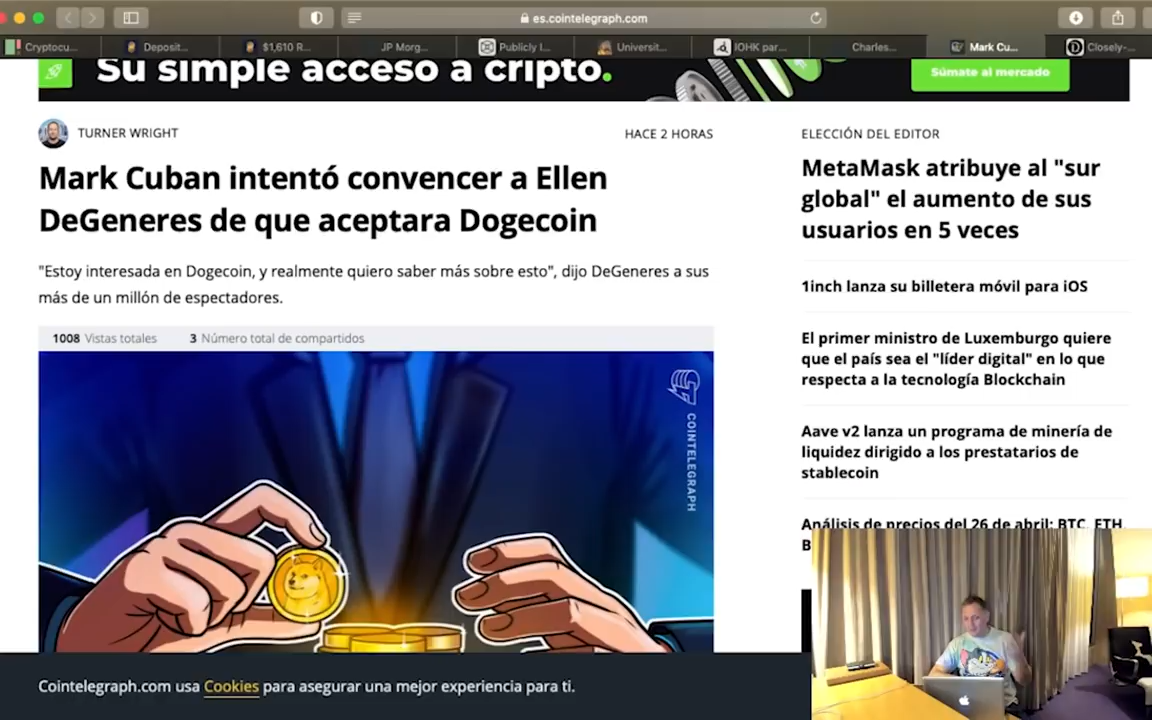 es.cointelegraph.com
Cryptocu...
Deposit...
$1,610 R...
JP Morg...
Publicly I...
Universit...
IOHK par...
Charles...
Mark Cu...
Closely-...
Su simple acceso a cripto.
Súmate al mercado
TURNER WRIGHT
HACE 2 HORAS
Mark Cuban intentó convencer a Ellen
DeGeneres de que aceptara Dogecoin
"Estoy interesada en Dogecoin, y realmente quiero saber más sobre esto", dijo DeGeneres a sus
más de un millón de espectadores.
1008 Vistas totales
3 Número total de compartidos
COINTELEGRAPH
ELECCIÓN DEL EDITOR
MetaMask atribuye al "sur
global" el aumento de sus
usuarios en 5 veces
1inch lanza su billetera móvil para iOS
El primer ministro de Luxemburgo quiere
que el país sea el "líder digital" en lo que
respecta a la tecnología Blockchain
Aave v2 lanza un programa de minería de
liquidez dirigido a los prestatarios de
stablecoin
Análisis de precios del 26 de abril: BTC, ETH,
Cointelegraph.com usa Cookies para asegurar una mejor experiencia para ti.